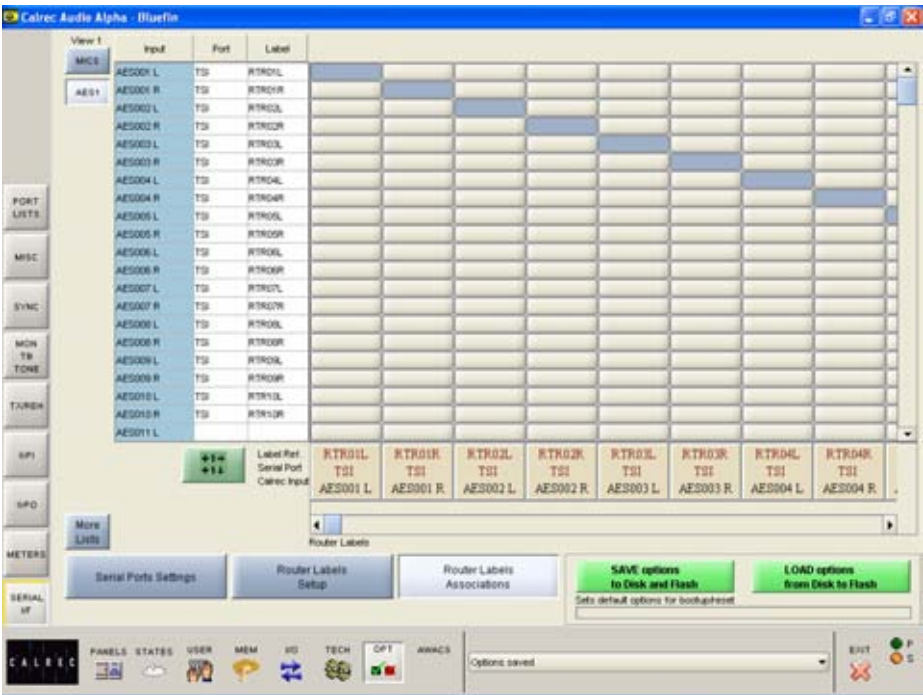 Calrec Audio Alpha - Bluefin
View 1
MICS
AES1
Input Port Label
AES001 L TSI RTR01L
AES001 R TSI RTR01R
AES002 L TSI RTR02L
AES002 R TSI RTR02R
AES003 L TSI RTR03L
AES003 R TSI RTR03R
AES004 L TSI RTR04L
AES004 R TSI RTR04R
AES005 L TSI RTR05L
AES005 R TSI RTR05R
AES006 L TSI RTR06L
AES006 R TSI RTR06R
AES007 L TSI RTR07L
AES007 R TSI RTR07R
AES008 L TSI RTR08L
AES008 R TSI RTR08R
AES009 L TSI RTR09L
AES009 R TSI RTR09R
AES010 L TSI RTR10L
AES010 R TSI RTR10R
AES011 L
PORT
LISTS
MISC
SYNC
MON
TB
TONE
TX/REH
GPI
GPO
METERS
SERIAL
I/F
Label Ref RTR01L RTR01R RTR02L RTR02R RTR03L RTR03R RTR04L RTR04R
Serial Port TSI TSI TSI TSI TSI TSI TSI TSI
Calrec Input AES001 L AES001 R AES002 L AES002 R AES003 L AES003 R AES004 L AES004 R
More
Lists
Router Labels
Serial Ports Settings
Router Labels
Setup
Router Labels
Associations
SAVE options
to Disk and Flash
LOAD options
from Disk to Flash
Sets default options for bootup/reset
CALREC
PANELS STATES USER MEM I/O TECH OPT AWACS
Options saved
EXIT
P
S